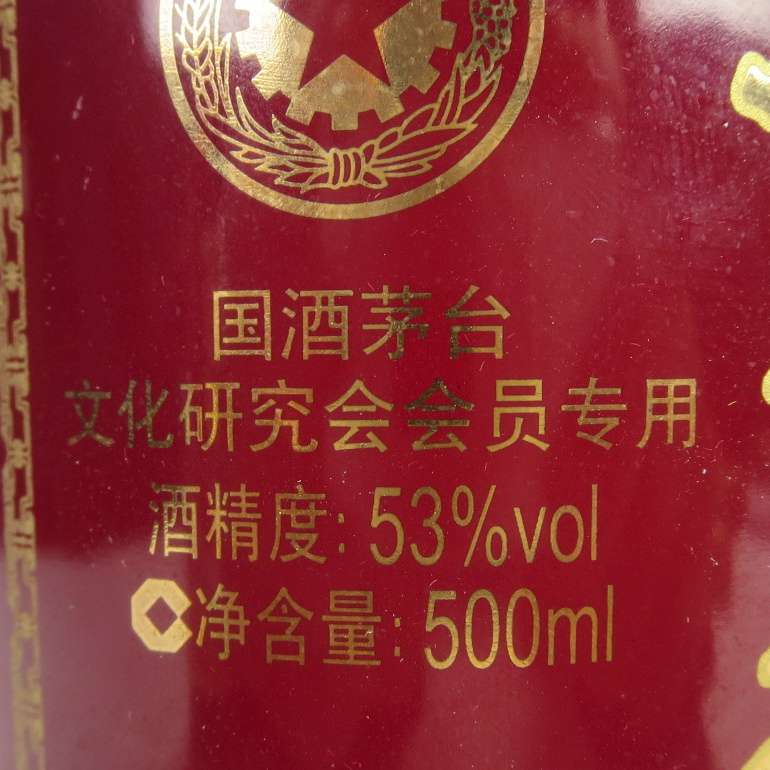 国酒茅台
文化研究会会员专用
酒精度: 53%vol
净含量: 500ml